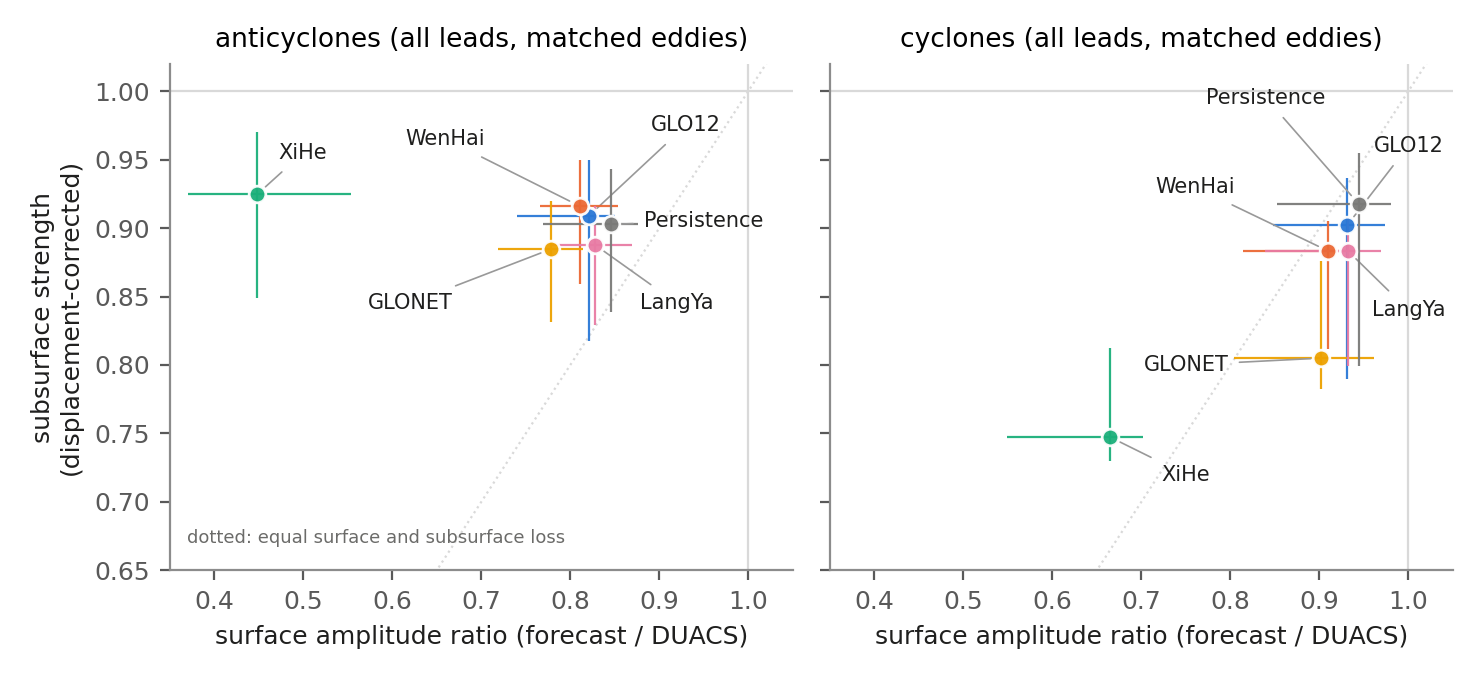 anticyclones (all leads, matched eddies)
cyclones (all leads, matched eddies)
subsurface strength
(displacement-corrected)
1.00
0.95
0.90
0.85
0.80
0.75
0.70
0.65
XiHe
WenHai
GLO12
Persistence
GLONET
LangYa
dotted: equal surface and subsurface loss
0.4
0.5
0.6
0.7
0.8
0.9
1.0
surface amplitude ratio (forecast / DUACS)
Persistence
GLO12
WenHai
LangYa
GLONET
XiHe
0.4
0.5
0.6
0.7
0.8
0.9
1.0
surface amplitude ratio (forecast / DUACS)